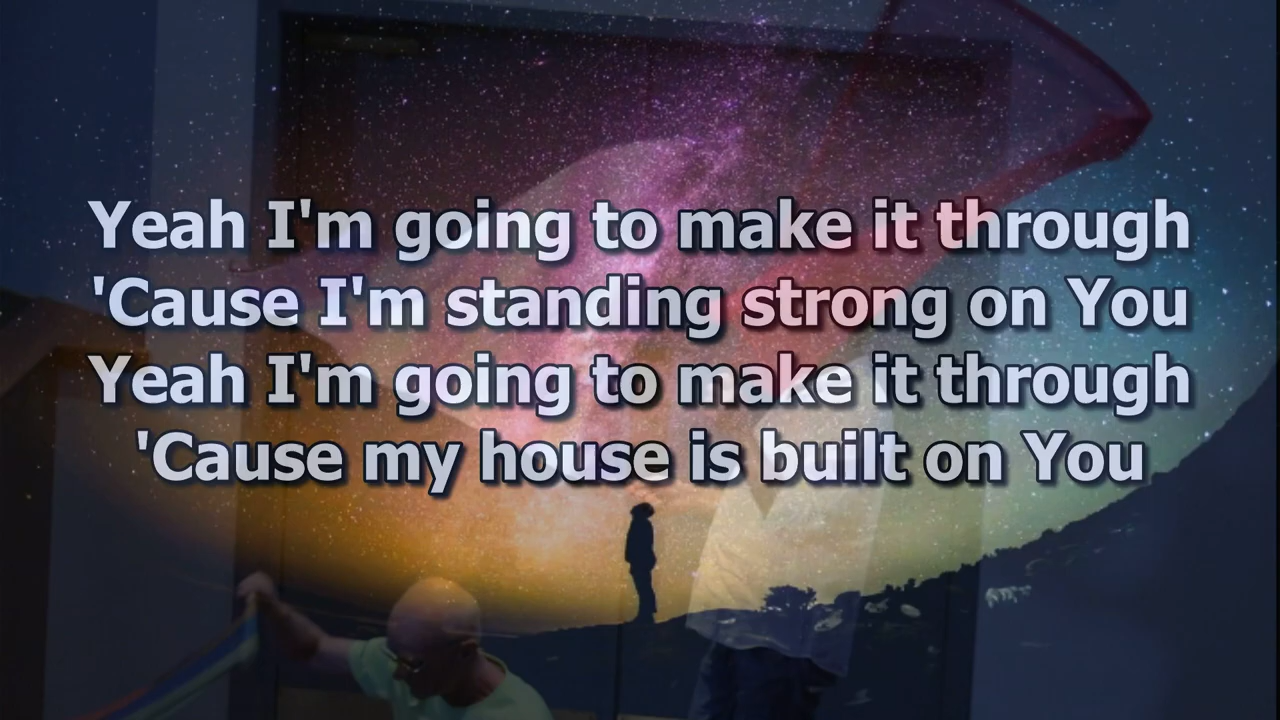 Yeah I'm going to make it through
'Cause I'm standing strong on You
Yeah I'm going to make it through
'Cause my house is built on You